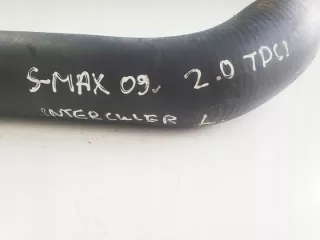 S-MAX 09. 2.0 TDCI
INTERCULER L